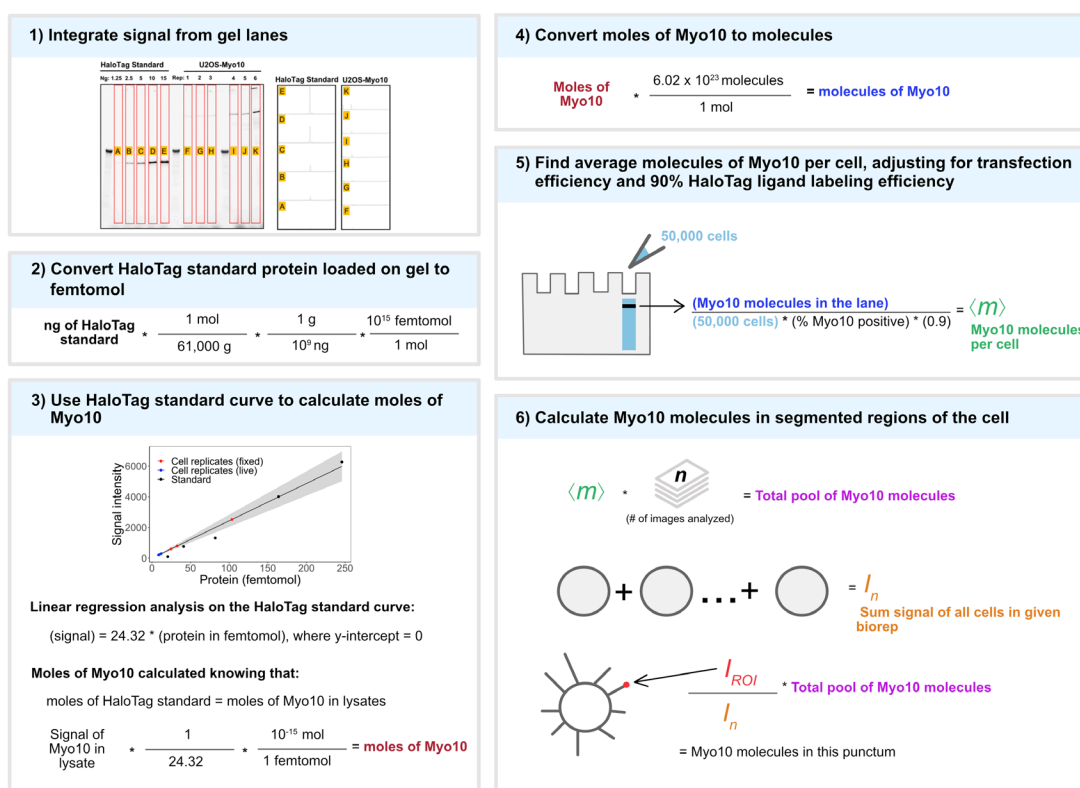 1) Integrate signal from gel lanes
HaloTag Standard
U2OS-Myo10
Ng: 1.25 2.5 5 10 15
Rep: 1 2 3 4 5 6
A B C D E F G H I J K
HaloTag Standard
E
D
C
B
A
U2OS-Myo10
K
J
I
H
G
F
2) Convert HaloTag standard protein loaded on gel to
femtomol
ng of HaloTag
standard
*
1 mol
61,000 g
*
1 g
10⁹ ng
*
10¹⁵ femtomol
1 mol
3) Use HaloTag standard curve to calculate moles of
Myo10
Signal intensity
6000
4000
2000
0
Cell replicates (fixed)
Cell replicates (live)
Standard
0 50 100 150 200 250
Protein (femtomol)
Linear regression analysis on the HaloTag standard curve:
(signal) = 24.32 * (protein in femtomol), where y-intercept = 0
Moles of Myo10 calculated knowing that:
moles of HaloTag standard = moles of Myo10 in lysates
Signal of
Myo10 in
lysate
*
1
24.32
*
10⁻¹⁵ mol
1 femtomol
= moles of Myo10
4) Convert moles of Myo10 to molecules
Moles of
Myo10
*
6.02 x 10²³ molecules
1 mol
= molecules of Myo10
5) Find average molecules of Myo10 per cell, adjusting for transfection
efficiency and 90% HaloTag ligand labeling efficiency
50,000 cells
(Myo10 molecules in the lane)
(50,000 cells) * (% Myo10 positive) * (0.9)
= ⟨m⟩
Myo10 molecules
per cell
6) Calculate Myo10 molecules in segmented regions of the cell
⟨m⟩ * n
(# of images analyzed)
= Total pool of Myo10 molecules
+ ... +
= Iₙ
Sum signal of all cells in given
biorep
I ROI
Iₙ
* Total pool of Myo10 molecules
= Myo10 molecules in this punctum